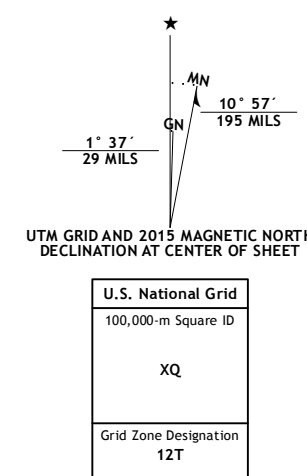 ★
MN
GN
10° 57´
195 MILS
1° 37´
29 MILS
UTM GRID AND 2015 MAGNETIC NORTH
DECLINATION AT CENTER OF SHEET
U.S. National Grid
100,000-m Square ID
XQ
Grid Zone Designation
12T